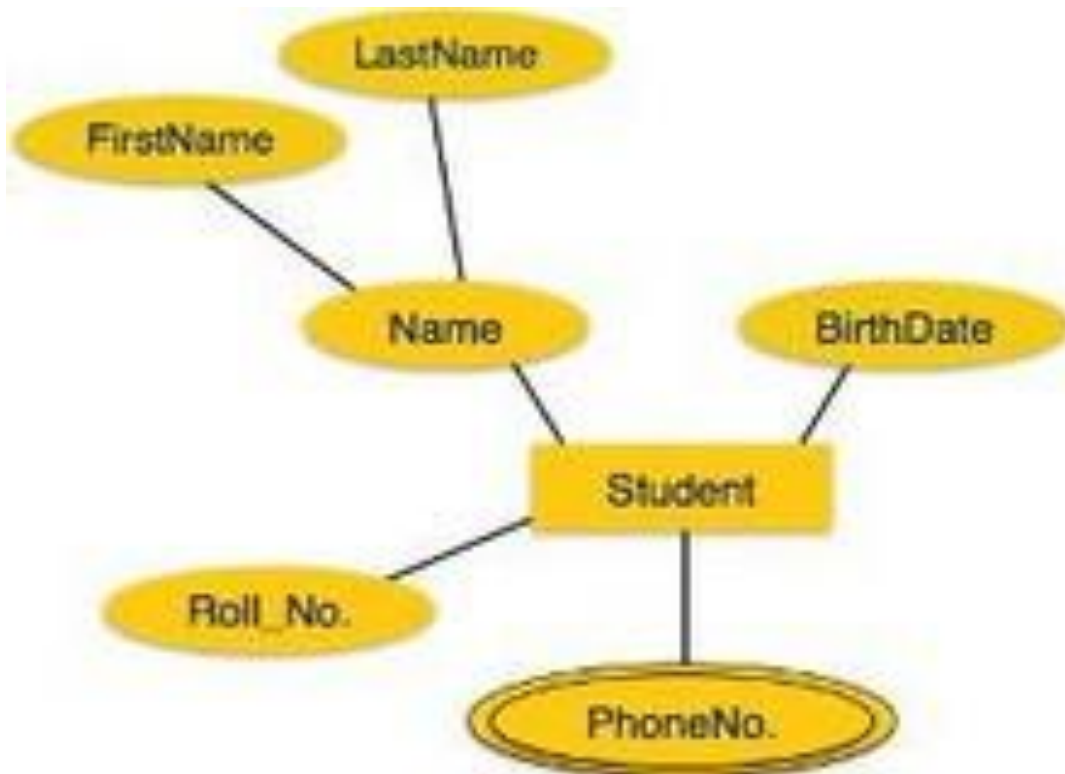 LastName
FirstName
Name
BirthDate
Student
Roll_No.
PhoneNo.